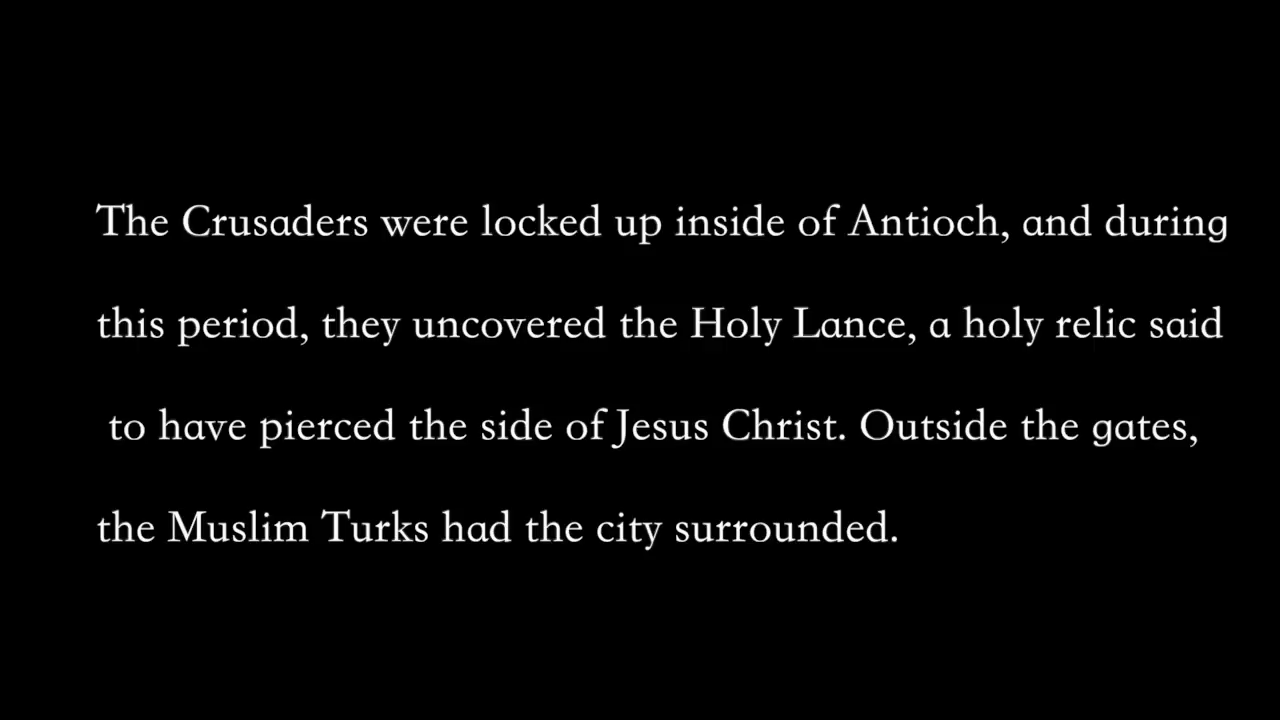 The Crusaders were locked up inside of Antioch, and during
this period, they uncovered the Holy Lance, a holy relic said
to have pierced the side of Jesus Christ. Outside the gates,
the Muslim Turks had the city surrounded.